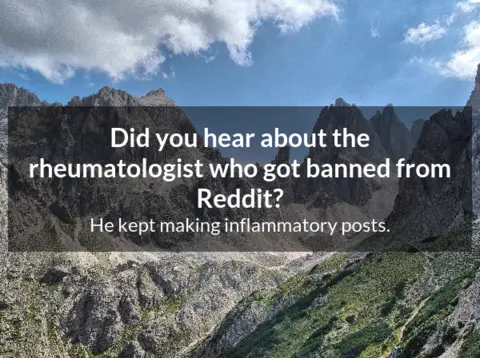 Did you hear about the
rheumatologist who got banned from
Reddit?
He kept making inflammatory posts.